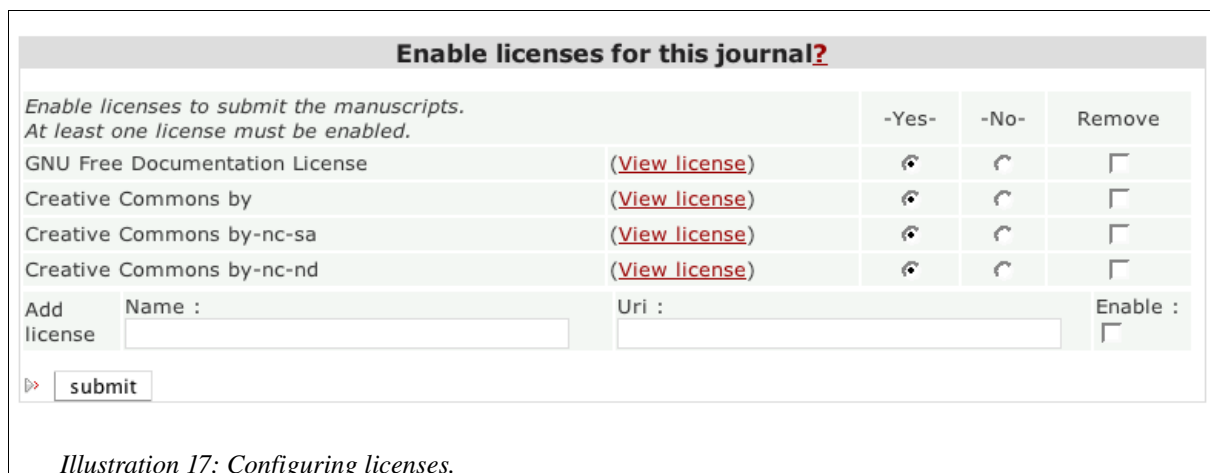 Enable licenses for this journal?
Enable licenses to submit the manuscripts.
At least one license must be enabled.
-Yes- -No- Remove
GNU Free Documentation License (View license)
Creative Commons by (View license)
Creative Commons by-nc-sa (View license)
Creative Commons by-nc-nd (View license)
Add license Name : Uri : Enable :
submit
Illustration 17: Configuring licenses.